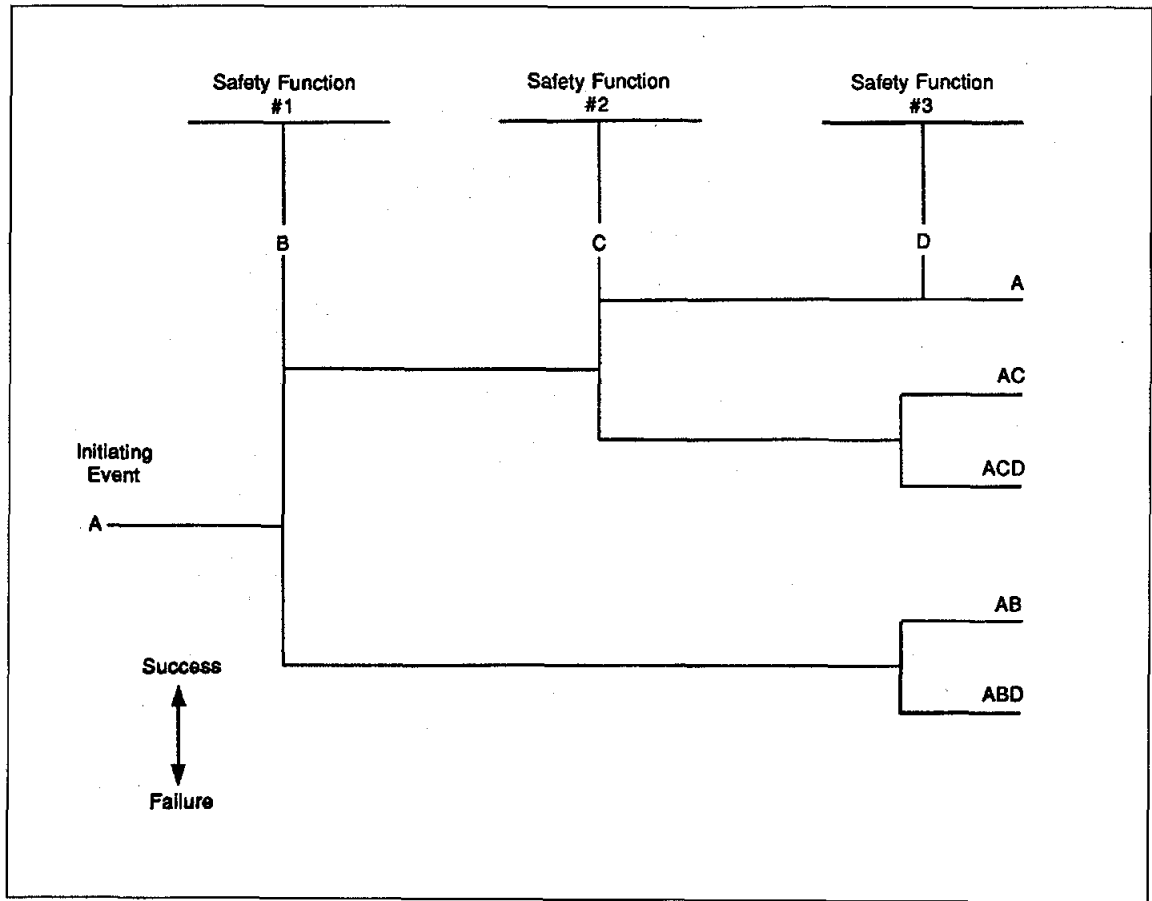 Safety Function
#1
Safety Function
#2
Safety Function
#3
B
C
D
A
AC
ACD
Initiating
Event
A
AB
ABD
Success
Failure